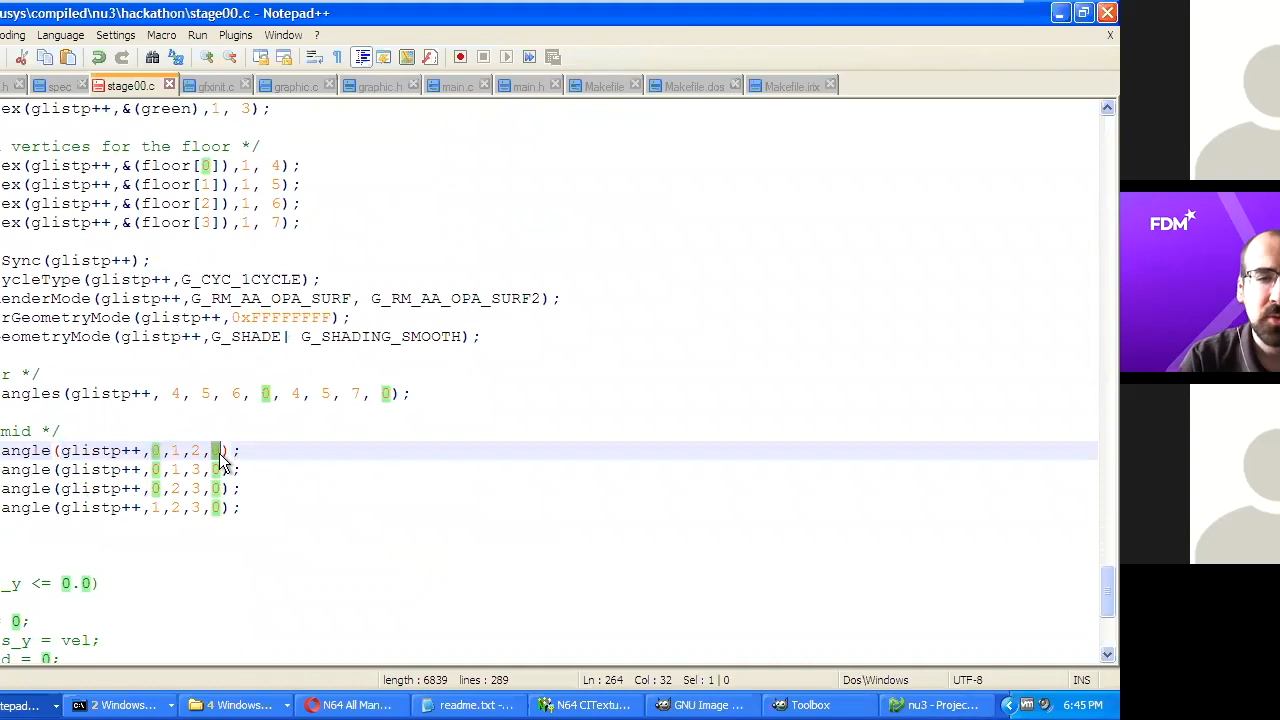 usys\compiled\nu3\hackathon\stage00.c - Notepad++
oding Language Settings Macro Run Plugins Window ? X
.h spec stage00.c gfxinit.c graphic.c graphic.h main.c main.h Makefile Makefile.dos Makefile.irix
ex(glistp++,&(green),1, 3);
vertices for the floor */
ex(glistp++,&(floor[0]),1, 4);
ex(glistp++,&(floor[1]),1, 5);
ex(glistp++,&(floor[2]),1, 6);
ex(glistp++,&(floor[3]),1, 7);
Sync(glistp++);
ycleType(glistp++,G_CYC_1CYCLE);
enderMode(glistp++,G_RM_AA_OPA_SURF, G_RM_AA_OPA_SURF2);
rGeometryMode(glistp++,0xFFFFFFFF);
eometryMode(glistp++,G_SHADE| G_SHADING_SMOOTH);
r */
angles(glistp++, 4, 5, 6, 0, 4, 5, 7, 0);
mid */
angle(glistp++,0,1,2,0);
angle(glistp++,0,1,3,0);
angle(glistp++,0,2,3,0);
angle(glistp++,1,2,3,0);
_y <= 0.0)
= 0;
s_y = vel;
d = 0;
length : 6839 lines : 289 Ln : 264 Col : 32 Sel : 1 | 0 Dos\Windows UTF-8 INS
otepad... 2 Windows... 4 Windows... N64 All Man... readme.txt -... N64 CITextu... GNU Image ... Toolbox nu3 - Projec... 6:45 PM
FDM